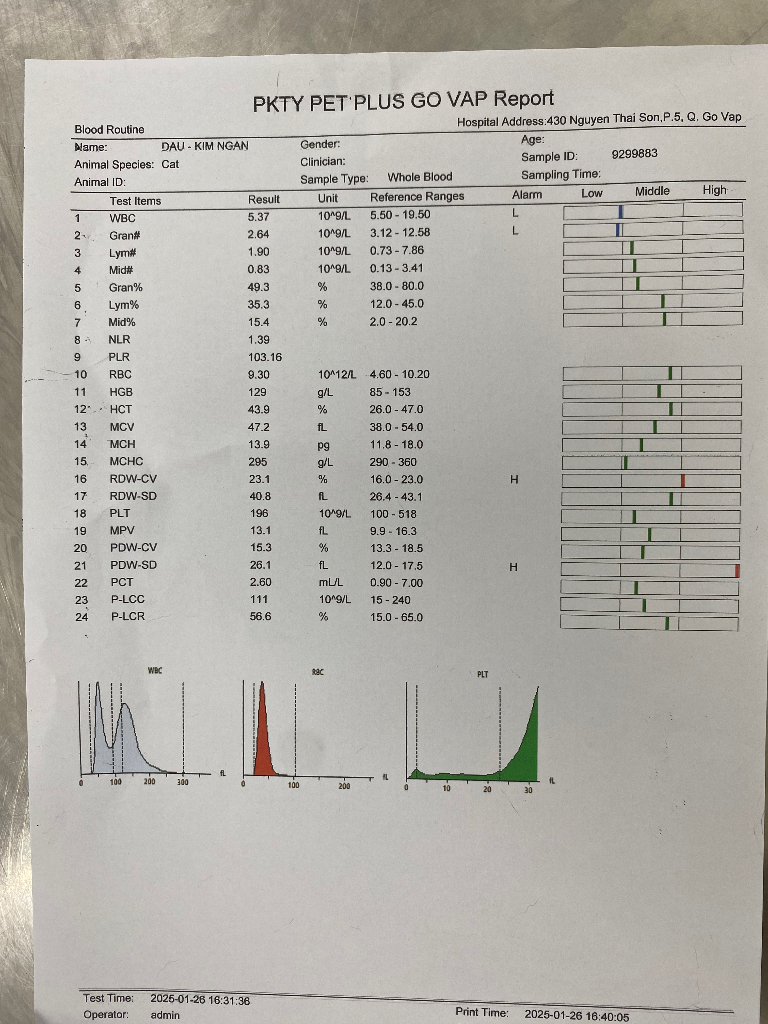 PKTY PET PLUS GO VAP Report
Blood Routine Hospital Address:430 Nguyen Thai Son,P.5, Q. Go Vap
Name: DAU - KIM NGAN Gender: Age:
Animal Species: Cat Clinician: Sample ID: 9299883
Animal ID: Sample Type: Whole Blood Sampling Time:
Test Items Result Unit Reference Ranges Alarm Low Middle High
1 WBC 5.37 10^9/L 5.50 - 19.50 L
2 Gran# 2.64 10^9/L 3.12 - 12.58 L
3 Lym# 1.90 10^9/L 0.73 - 7.86
4 Mid# 0.83 10^9/L 0.13 - 3.41
5 Gran% 49.3 % 38.0 - 80.0
6 Lym% 35.3 % 12.0 - 45.0
7 Mid% 15.4 % 2.0 - 20.2
8 NLR 1.39
9 PLR 103.16
10 RBC 9.30 10^12/L 4.60 - 10.20
11 HGB 129 g/L 85 - 153
12 HCT 43.9 % 26.0 - 47.0
13 MCV 47.2 fL 38.0 - 54.0
14 MCH 13.9 pg 11.8 - 18.0
15 MCHC 295 g/L 290 - 360
16 RDW-CV 23.1 % 16.0 - 23.0 H
17 RDW-SD 40.8 fL 26.4 - 43.1
18 PLT 196 10^9/L 100 - 518
19 MPV 13.1 fL 9.9 - 16.3
20 PDW-CV 15.3 % 13.3 - 18.5
21 PDW-SD 26.1 fL 12.0 - 17.5 H
22 PCT 2.60 mL/L 0.90 - 7.00
23 P-LCC 111 10^9/L 15 - 240
24 P-LCR 56.6 % 15.0 - 65.0
WBC RBC PLT
0 100 200 300 fL 0 100 200 fL 0 10 20 30 fL
Test Time: 2025-01-26 16:31:36
Operator: admin Print Time: 2025-01-26 16:40:05